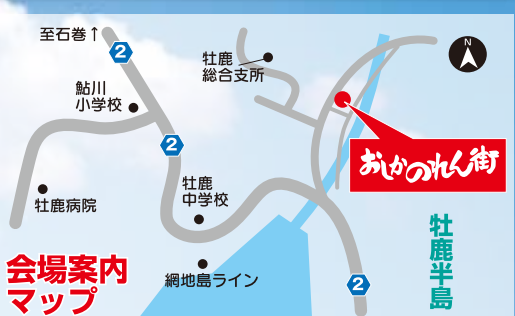 至石巻↑
2
N
牡鹿
総合支所
鮎川
小学校
2
おしかのれん街
牡鹿
中学校
牡鹿病院
牡鹿半島
会場案内
マップ
網地島ライン
2